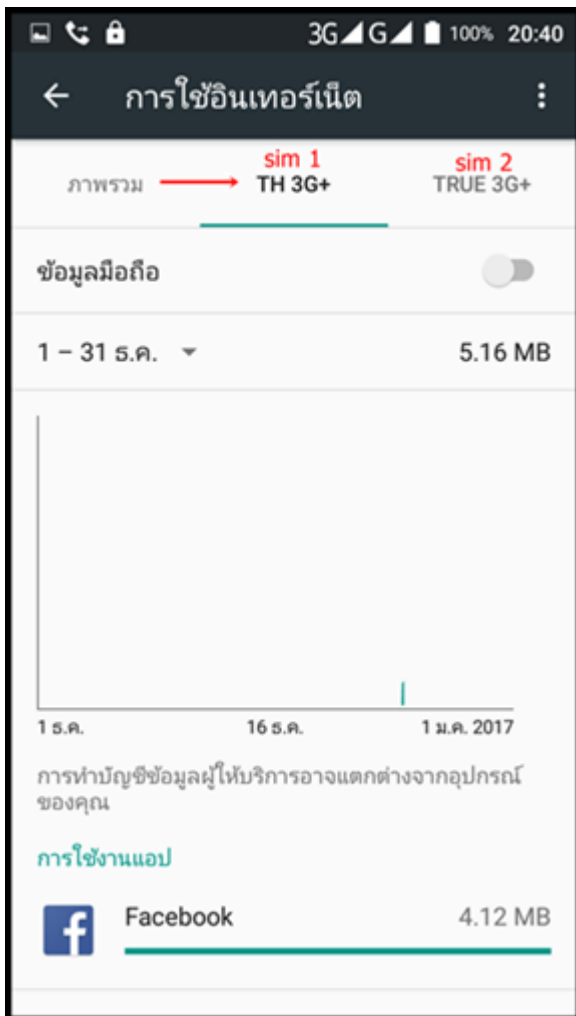 3G G 100% 20:40
การใช้อินเทอร์เน็ต
sim 1 sim 2
ภาพรวม TH 3G+ TRUE 3G+
ข้อมูลมือถือ
1 – 31 ธ.ค. 5.16 MB
1 ธ.ค. 16 ธ.ค. 1 ม.ค. 2017
การทำบัญชีข้อมูลผู้ให้บริการอาจแตกต่างจากอุปกรณ์
ของคุณ
การใช้งานแอป
Facebook 4.12 MB